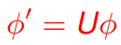 ϕ′ = Uϕ